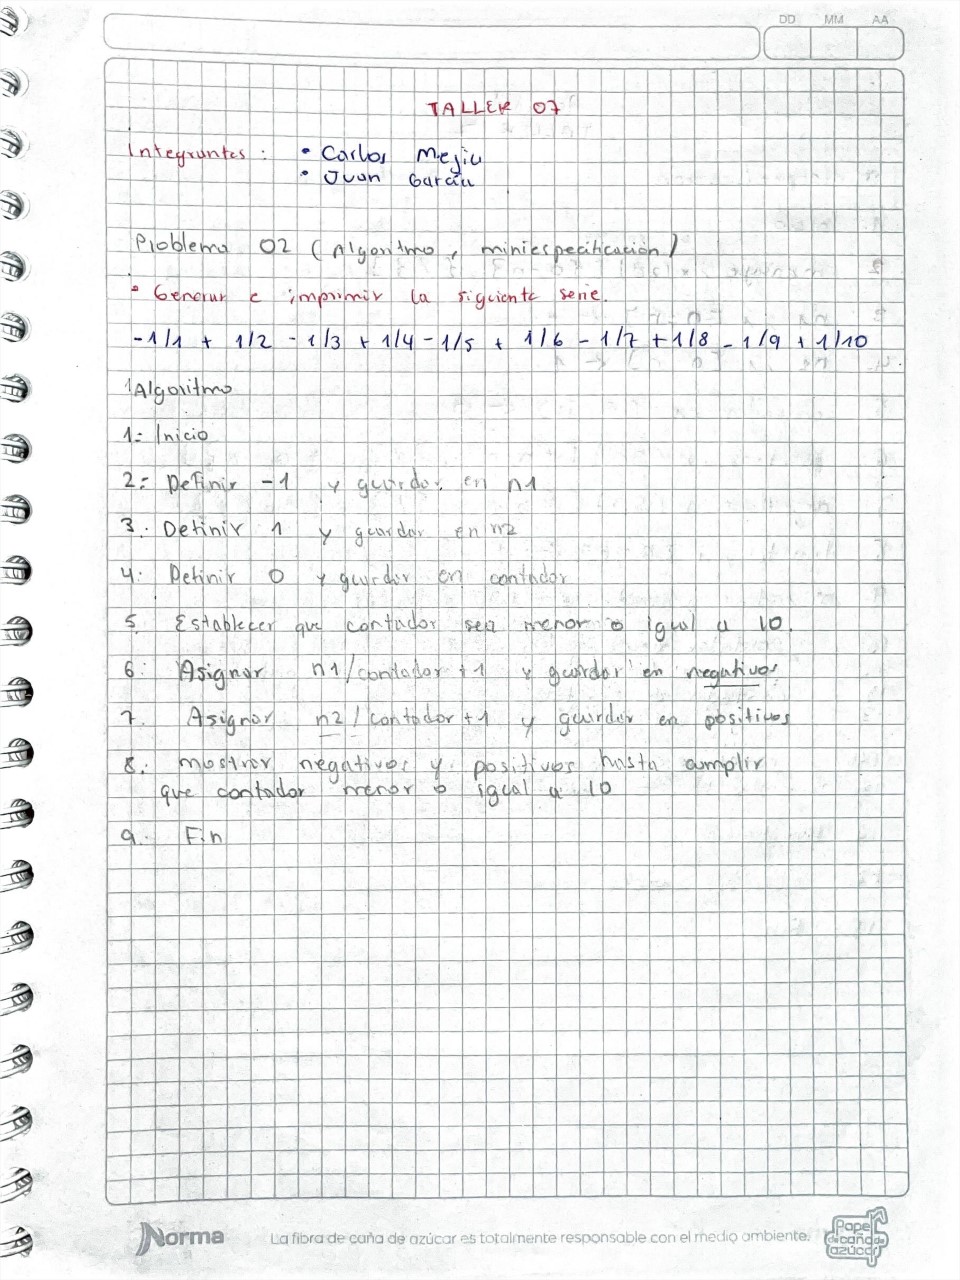 DD MM AA
TALLER 07
Integrantes : • Carlos Mejia
• Juan Garcia
Problema 02 (Algoritmo, miniespecificación)
• Generar e imprimir la siguiente serie.
-1/1 + 1/2 - 1/3 + 1/4 - 1/5 + 1/6 - 1/7 + 1/8 - 1/9 + 1/10
Algoritmo
1- Inicio
2- Definir -1 y guardar en n1
3. Definir 1 y guardar en n2
4. Definir 0 y guardar en contador
5. Establecer que contador sea menor o igual a 10.
6. Asignar n1/contador +1 y guardar en negativos
7. Asignar n2/contador +1 y guardar en positivos
8. mostrar negativos y positivos hasta cumplir
que contador menor o igual a 10
9. Fin
Norma La fibra de caña de azúcar es totalmente responsable con el medio ambiente.
Papel
de caña de
azúcar